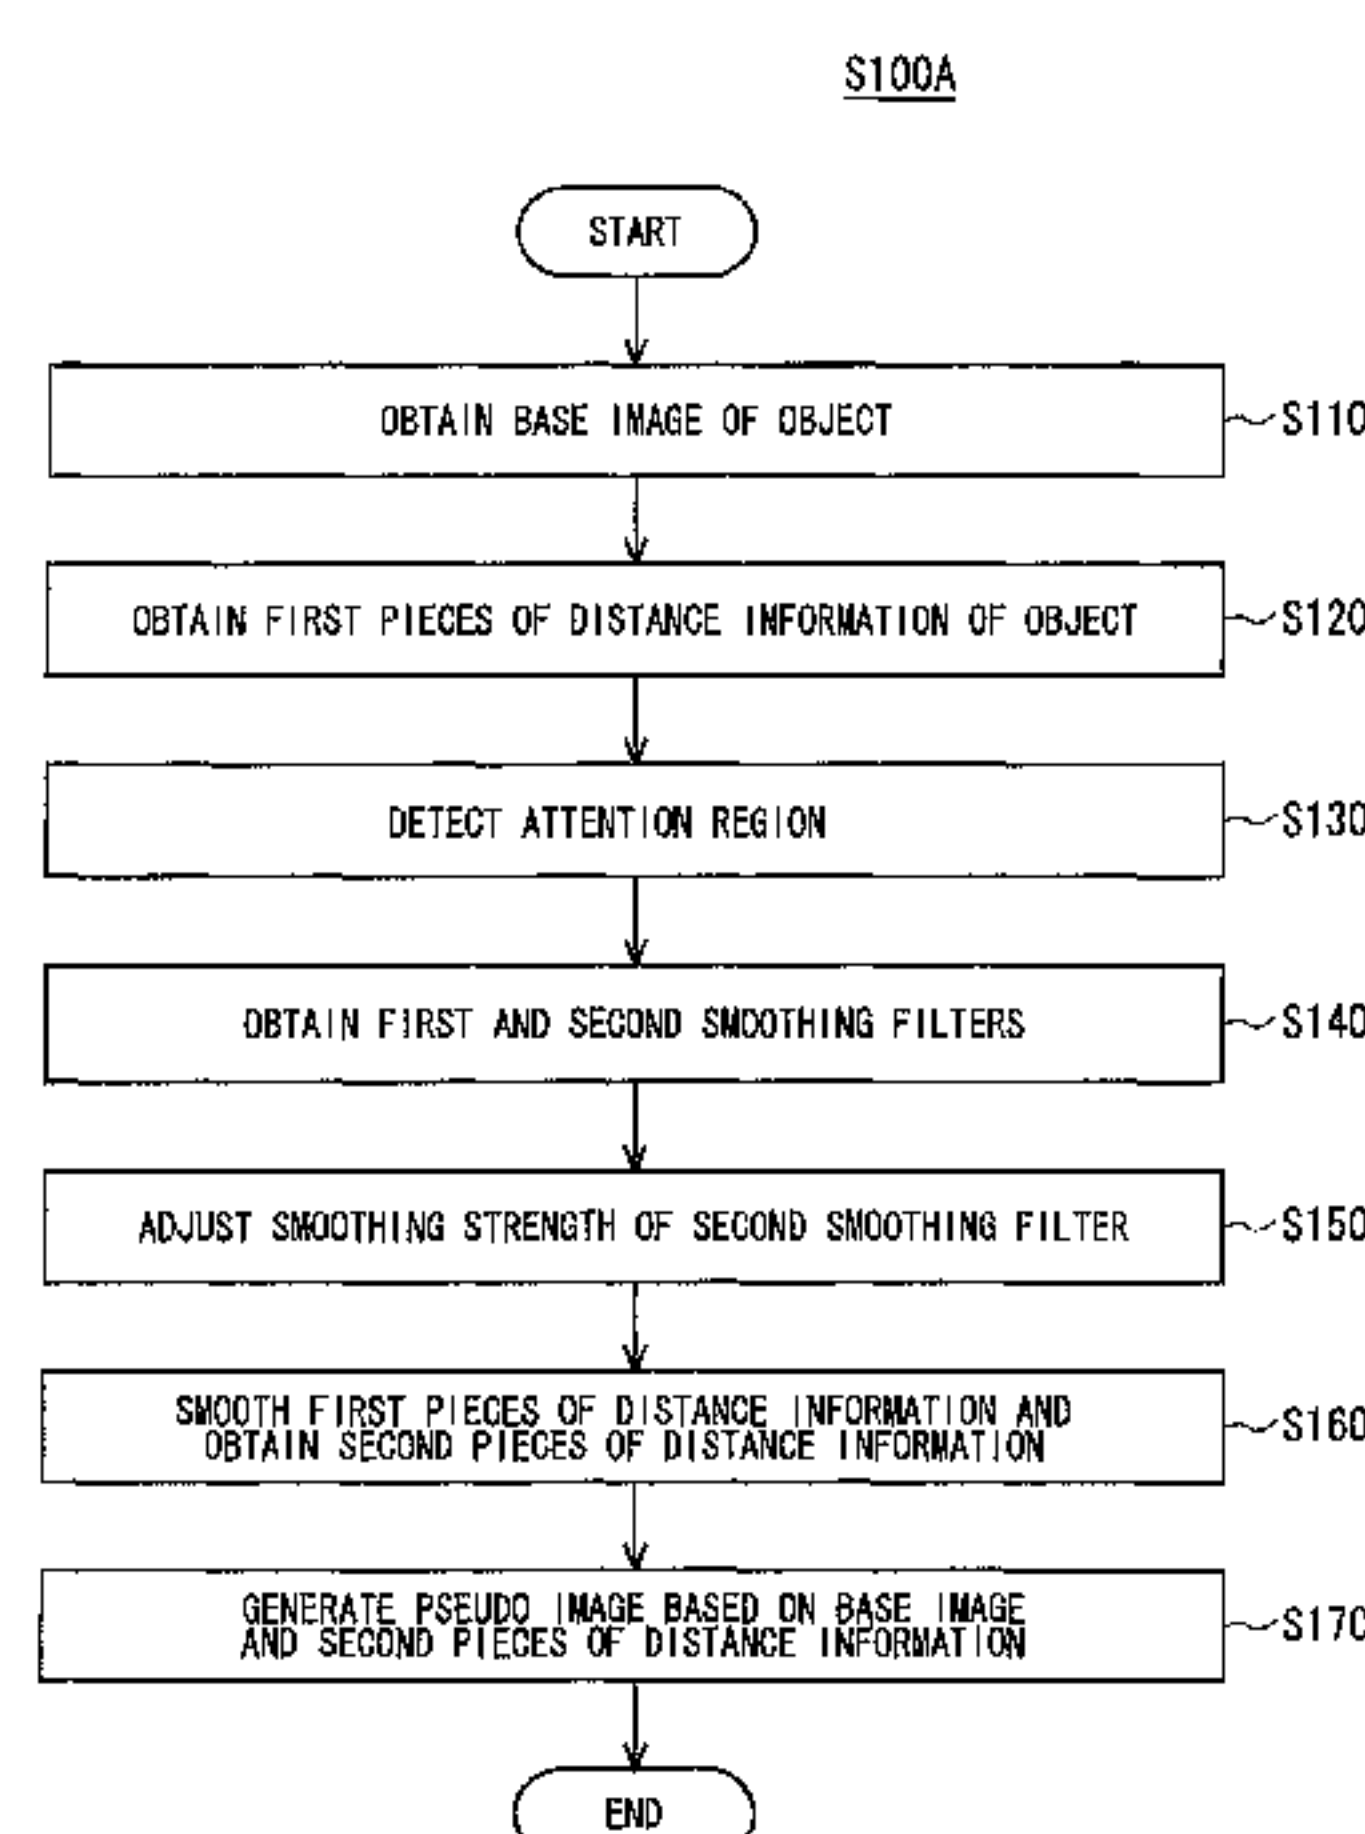 S100A
START
OBTAIN BASE IMAGE OF OBJECT
S110
OBTAIN FIRST PIECES OF DISTANCE INFORMATION OF OBJECT
S120
DETECT ATTENTION REGION
S130
OBTAIN FIRST AND SECOND SMOOTHING FILTERS
S140
ADJUST SMOOTHING STRENGTH OF SECOND SMOOTHING FILTER
S150
SMOOTH FIRST PIECES OF DISTANCE INFORMATION AND
OBTAIN SECOND PIECES OF DISTANCE INFORMATION
S160
GENERATE PSEUDO IMAGE BASED ON BASE IMAGE
AND SECOND PIECES OF DISTANCE INFORMATION
S170
END